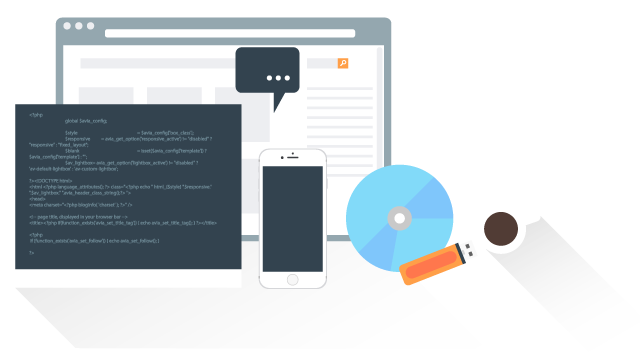 <?php
global $avia_config;
$style = $avia_config['box_class'];
$responsive = avia_get_option('responsive_active') != "disabled" ?
"responsive" : "fixed_layout";
$blank = isset($avia_config['template']) ?
$avia_config['template'] : "";
$av_lightbox = avia_get_option('lightbox_active') != "disabled" ?
'av-default-lightbox' : 'av-custom-lightbox';
?><!DOCTYPE html>
<html <?php language_attributes(); ?> class="<?php echo " html_{$style} ".$responsive."
".$av_lightbox." ".avia_header_class_string();?> ">
<head>
<meta charset="<?php bloginfo( 'charset' ); ?>" />
<!-- page title, displayed in your browser bar -->
<title><?php if(function_exists('avia_set_title_tag')) { echo avia_set_title_tag(); } ?></title>
<?php
if (function_exists('avia_set_follow')) { echo avia_set_follow(); }
?>